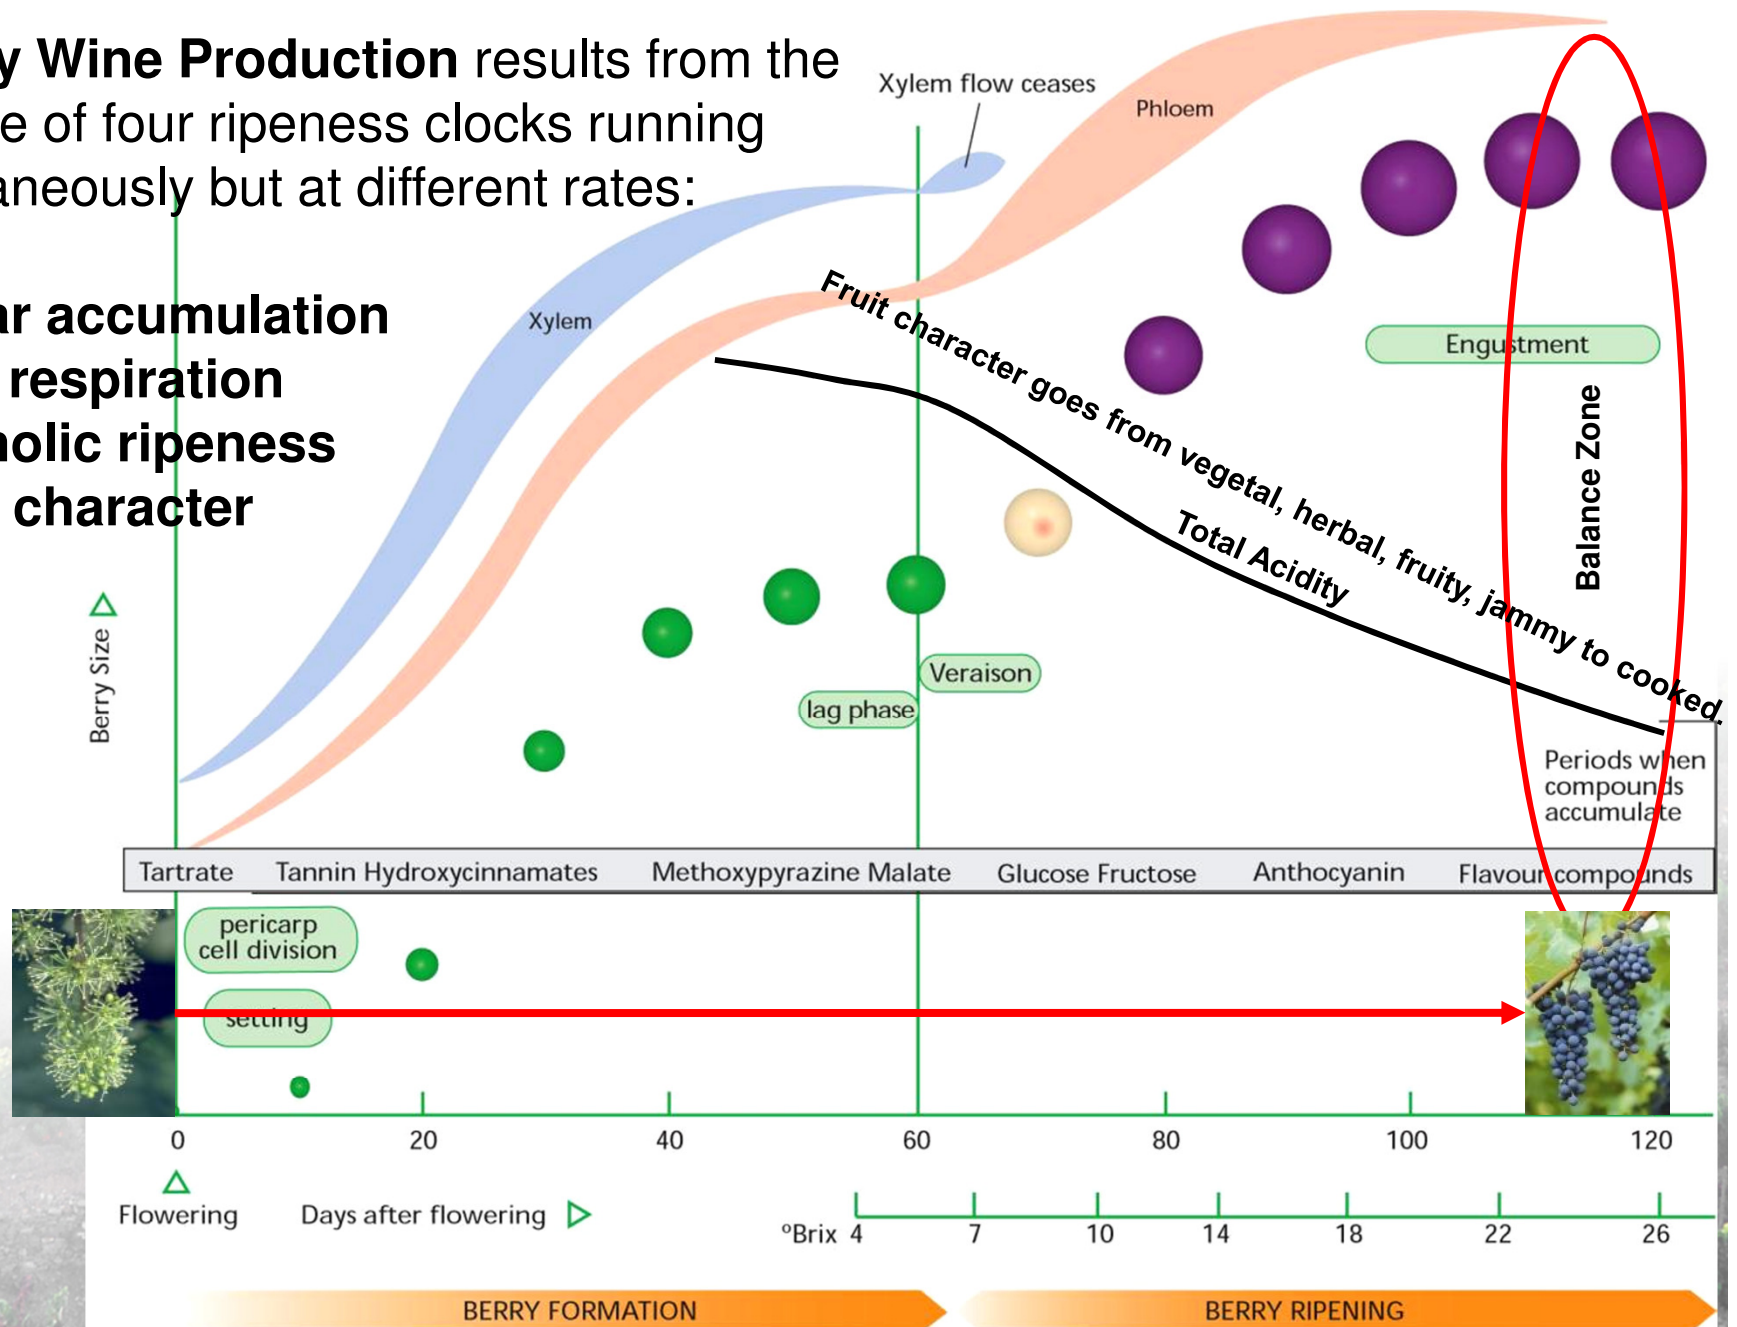 y Wine Production results from the
e of four ripeness clocks running
aneously but at different rates:
ar accumulation
respiration
nolic ripeness
character
Xylem flow ceases
Phloem
Xylem
Fruit character goes from vegetal, herbal, fruity, jammy to cooked.
Total Acidity
Engustment
Balance Zone
Berry Size
Veraison
lag phase
Periods when
compounds
accumulate
Tartrate Tannin Hydroxycinnamates Methoxypyrazine Malate Glucose Fructose Anthocyanin Flavour compounds
pericarp
cell division
setting
0 20 40 60 80 100 120
Flowering Days after flowering
°Brix 4 7 10 14 18 22 26
BERRY FORMATION BERRY RIPENING